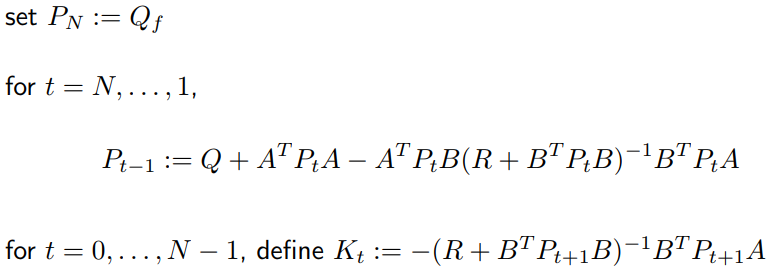 set P_N := Q_f
for t = N, . . . , 1,
P_{t−1} := Q + A^T P_t A − A^T P_t B(R + B^T P_t B)^{−1} B^T P_t A
for t = 0, . . . , N − 1, define K_t := −(R + B^T P_{t+1} B)^{−1} B^T P_{t+1} A